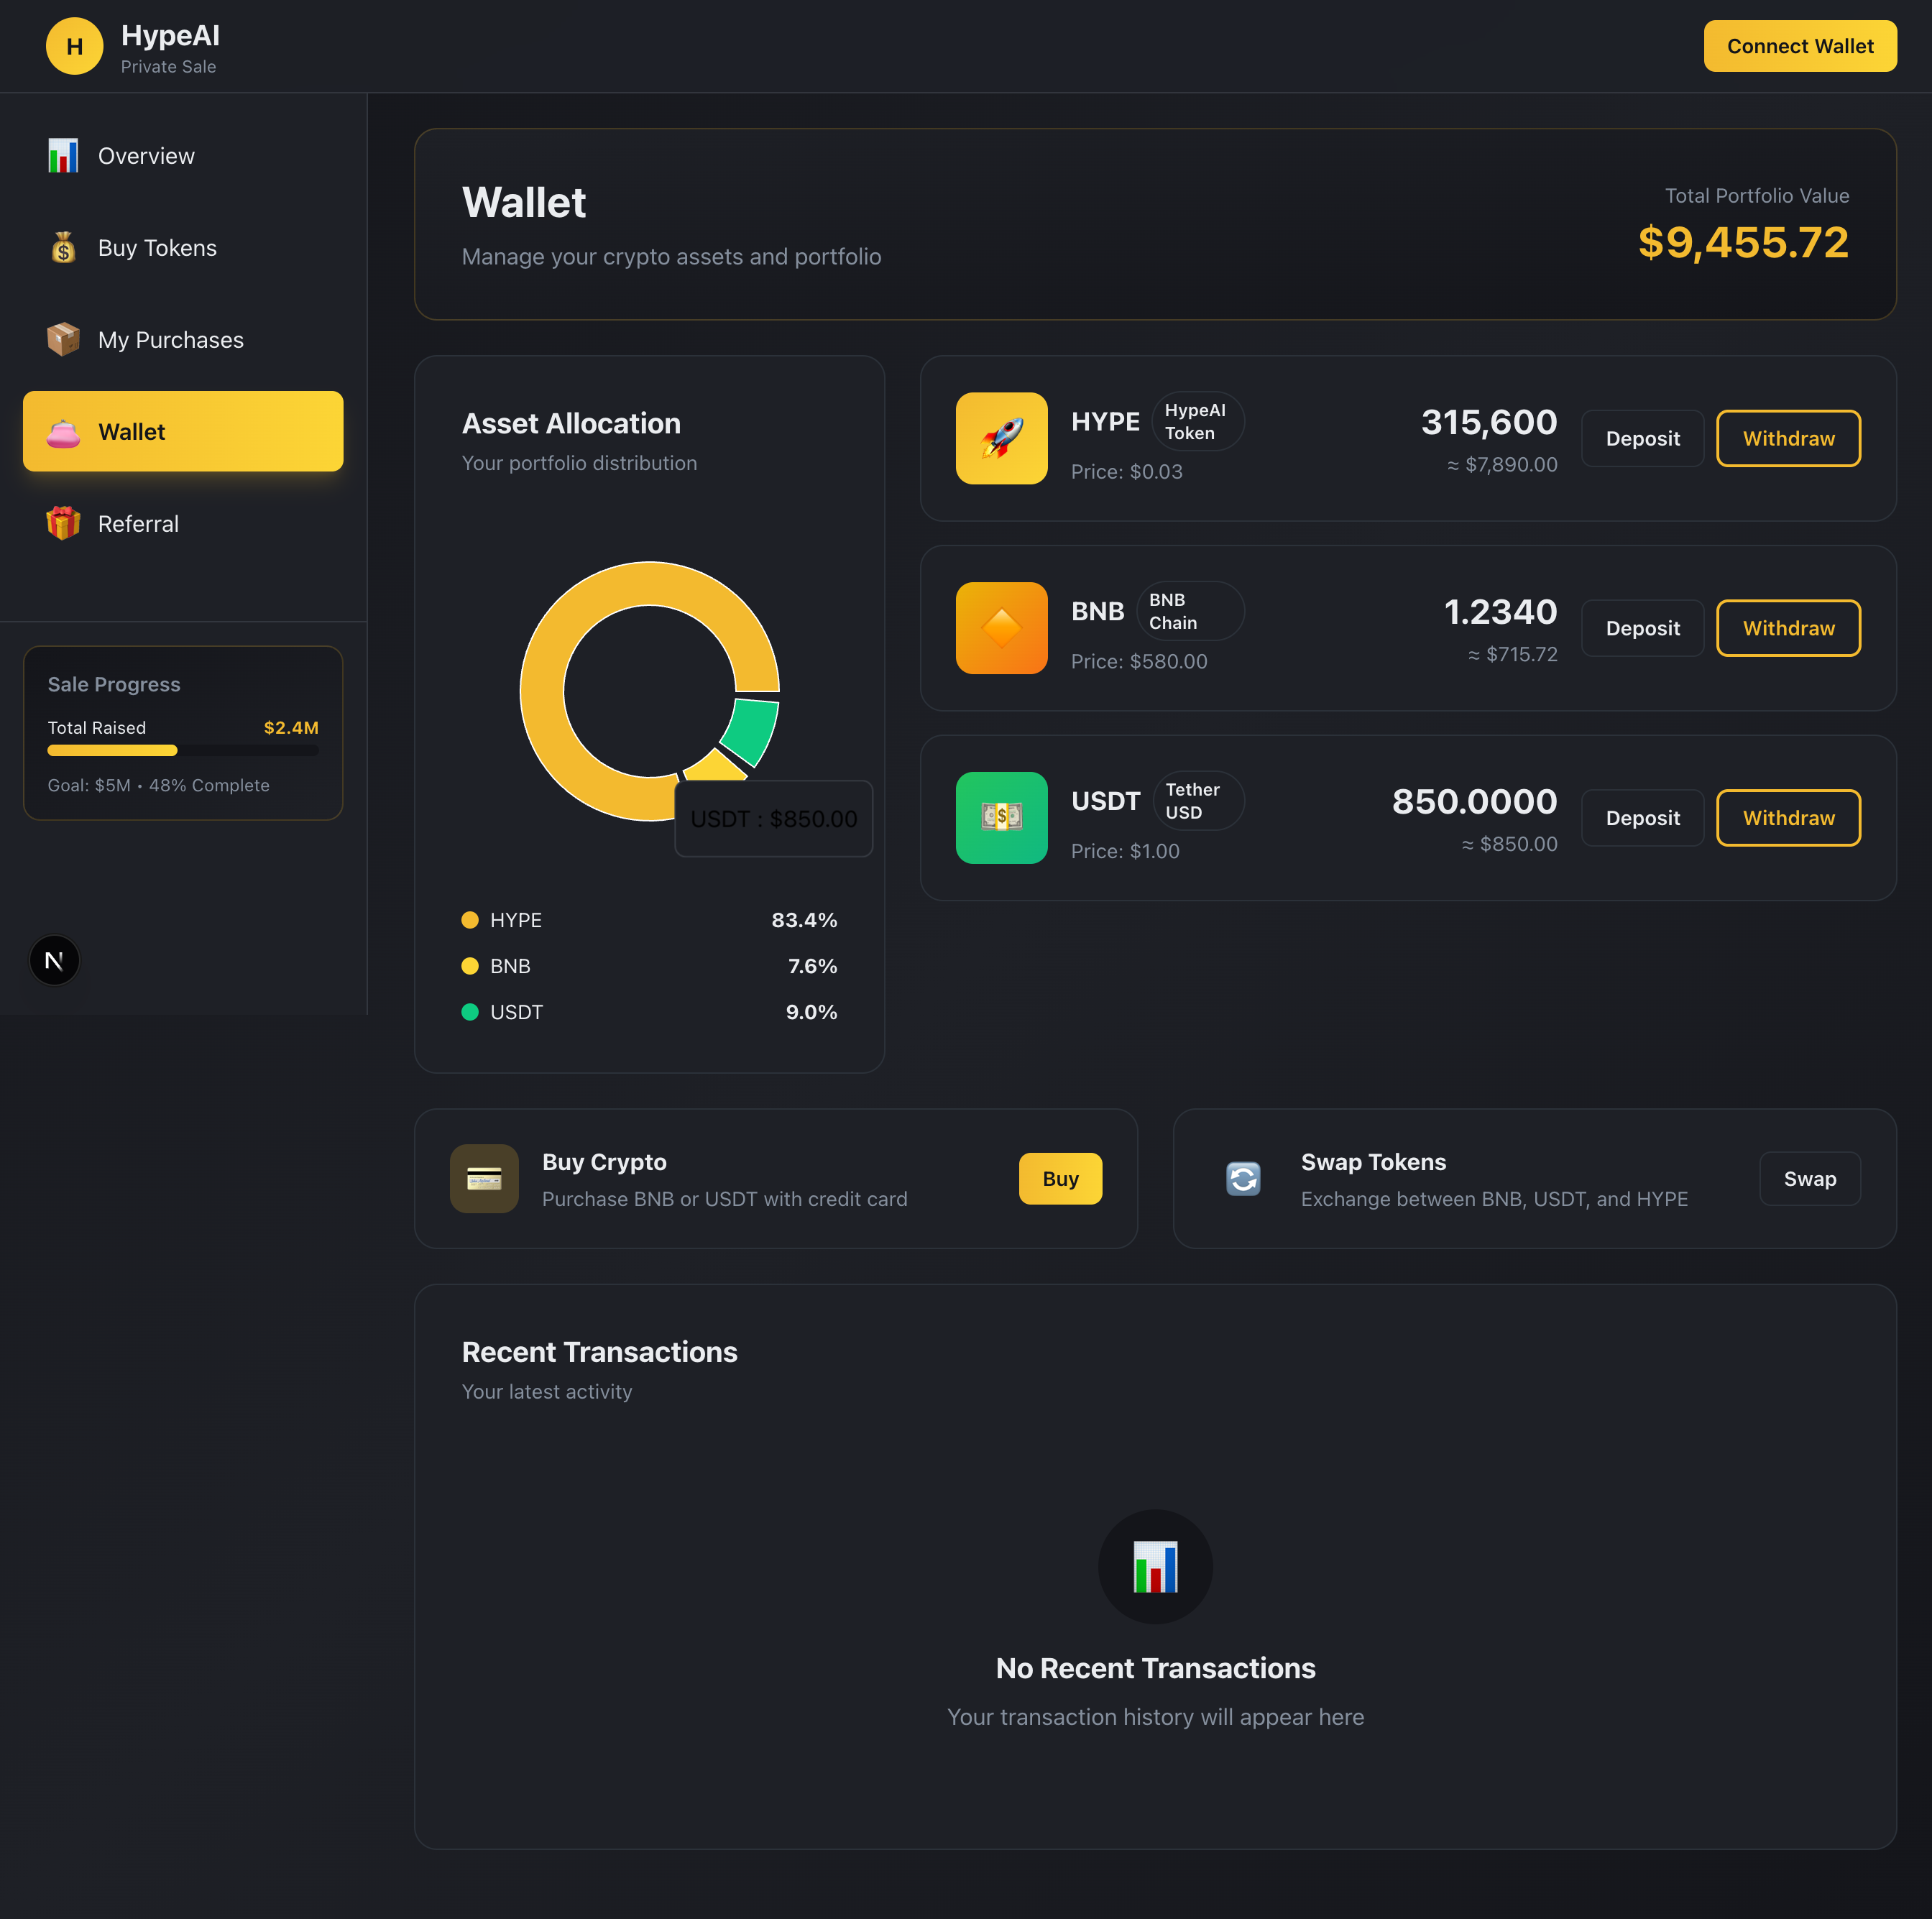 H
HypeAI
Private Sale
Connect Wallet
Overview
Buy Tokens
My Purchases
Wallet
Referral
Sale Progress
Total Raised
$2.4M
Goal: $5M • 48% Complete
N
Wallet
Manage your crypto assets and portfolio
Total Portfolio Value
$9,455.72
Asset Allocation
Your portfolio distribution
USDT : $850.00
HYPE
83.4%
BNB
7.6%
USDT
9.0%
HYPE
HypeAI
Token
Price: $0.03
315,600
≈ $7,890.00
Deposit
Withdraw
BNB
BNB
Chain
Price: $580.00
1.2340
≈ $715.72
Deposit
Withdraw
USDT
Tether
USD
Price: $1.00
850.0000
≈ $850.00
Deposit
Withdraw
Buy Crypto
Purchase BNB or USDT with credit card
Buy
Swap Tokens
Exchange between BNB, USDT, and HYPE
Swap
Recent Transactions
Your latest activity
No Recent Transactions
Your transaction history will appear here